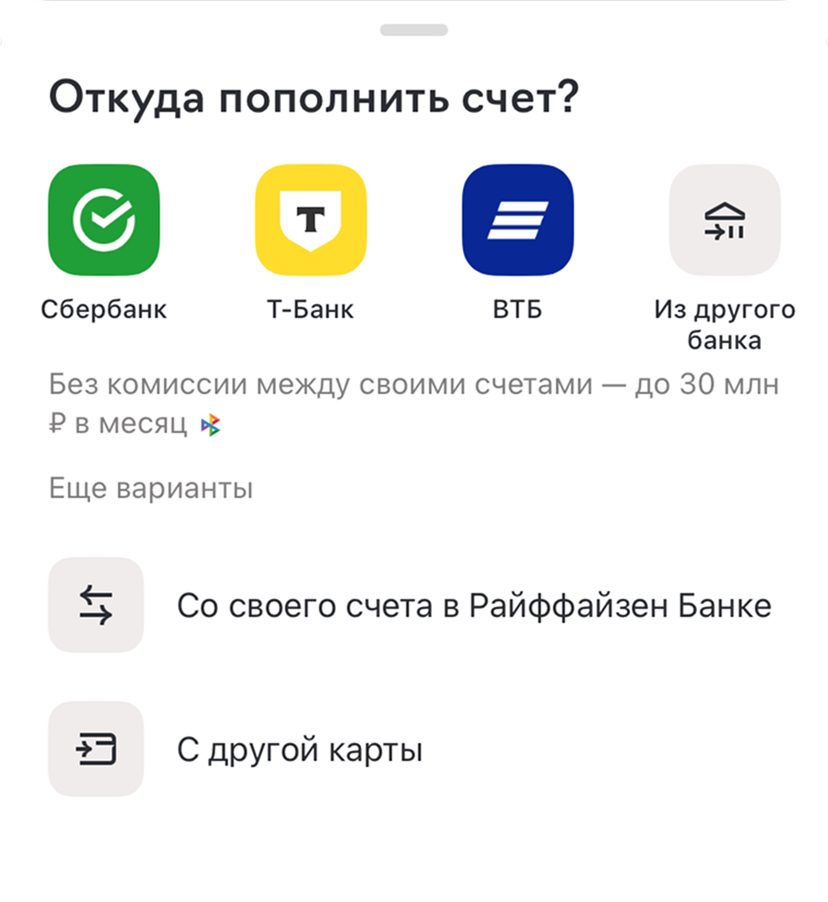 Откуда пополнить счет?
Т
Сбербанк
Т-Банк
ВТБ
Из другого
банка
Без комиссии между своими счетами — до 30 млн
₽ в месяц
Еще варианты
Со своего счета в Райффайзен Банке
С другой карты